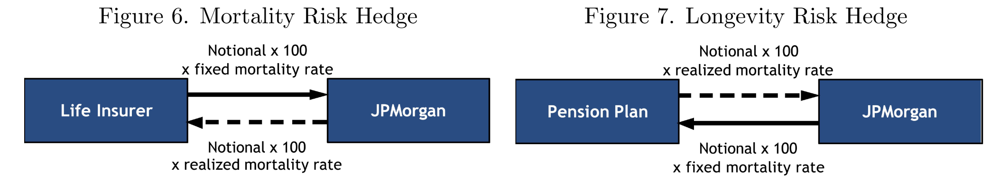 Figure 6. Mortality Risk Hedge
Notional x 100
x fixed mortality rate
Life Insurer
JPMorgan
Notional x 100
x realized mortality rate
Figure 7. Longevity Risk Hedge
Notional x 100
x realized mortality rate
Pension Plan
JPMorgan
Notional x 100
x fixed mortality rate